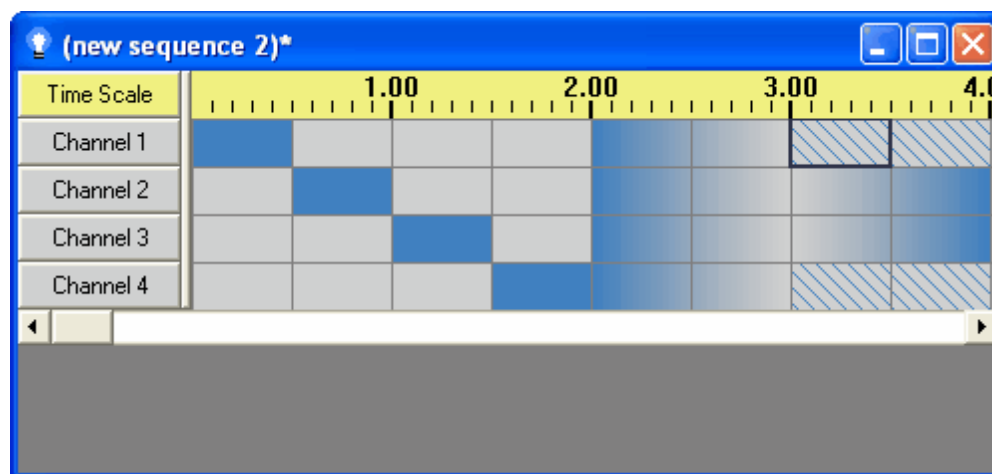 (new sequence 2)*
Time Scale 1.00 2.00 3.00 4.0
Channel 1
Channel 2
Channel 3
Channel 4